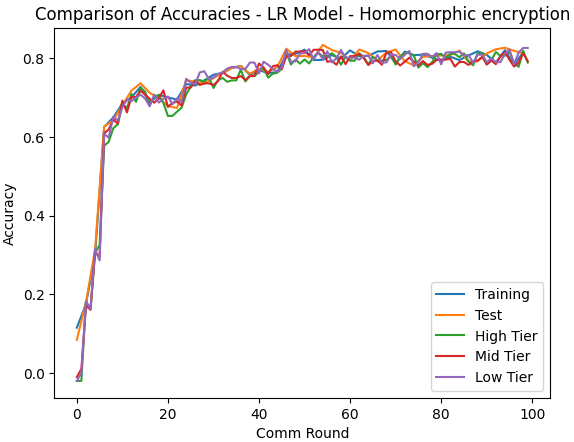 Comparison of Accuracies - LR Model - Homomorphic encryption
0.8
0.6
0.4
0.2
0.0
Accuracy
0
20
40
60
80
100
Comm Round
Training
Test
High Tier
Mid Tier
Low Tier